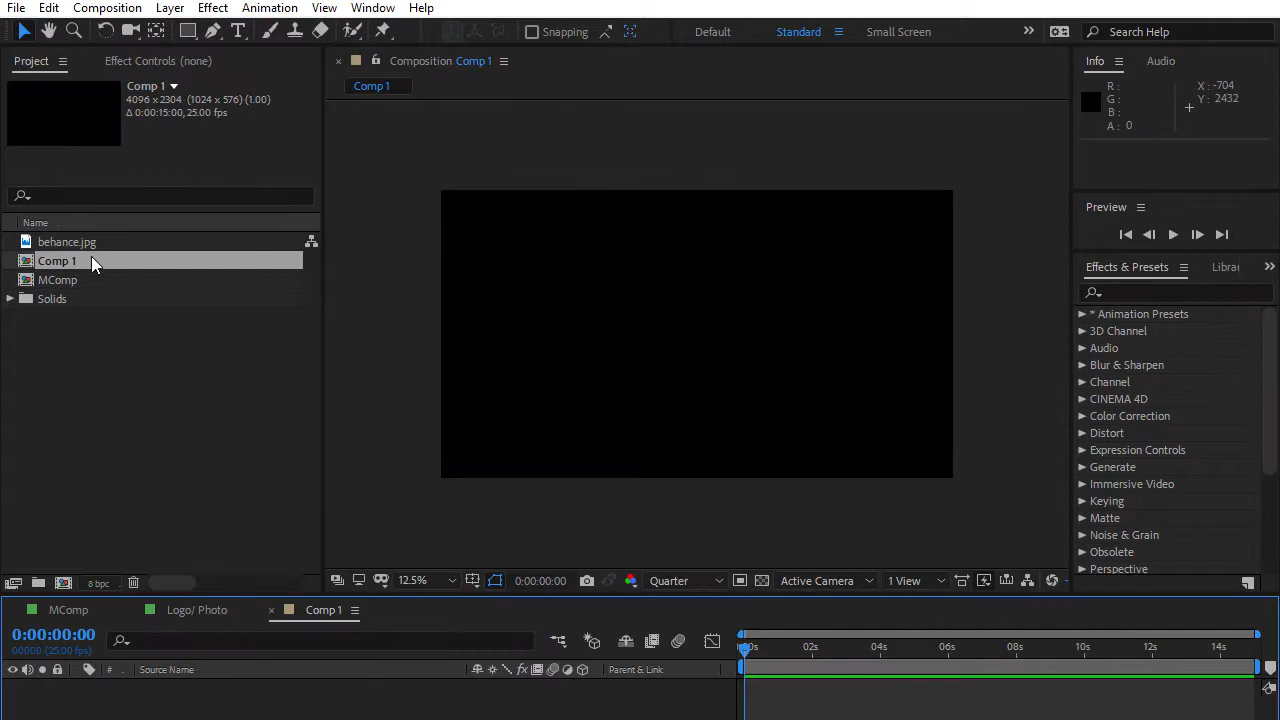 File Edit Composition Layer Effect Animation View Window Help
Snapping Default Standard Small Screen Search Help
Project Effect Controls (none) Composition Comp 1 Info Audio
Comp 1
4096 x 2304 (1024 x 576) (1.00)
Δ 0:00:15:00, 25.00 fps
Comp 1
R :
G :
B :
A : 0
X : -704
Y : 2432
Name
behance.jpg
Comp 1
MComp
Solids
Preview
Effects & Presets Librai
* Animation Presets
3D Channel
Audio
Blur & Sharpen
Channel
CINEMA 4D
Color Correction
Distort
Expression Controls
Generate
Immersive Video
Keying
Matte
Noise & Grain
Obsolete
Perspective
8 bpc
12.5% 0:00:00:00 Quarter Active Camera 1 View
MComp Logo/ Photo Comp 1
0:00:00:00
00000 (25.00 fps)
0s 02s 04s 06s 08s 10s 12s 14s
# Source Name Parent & Link